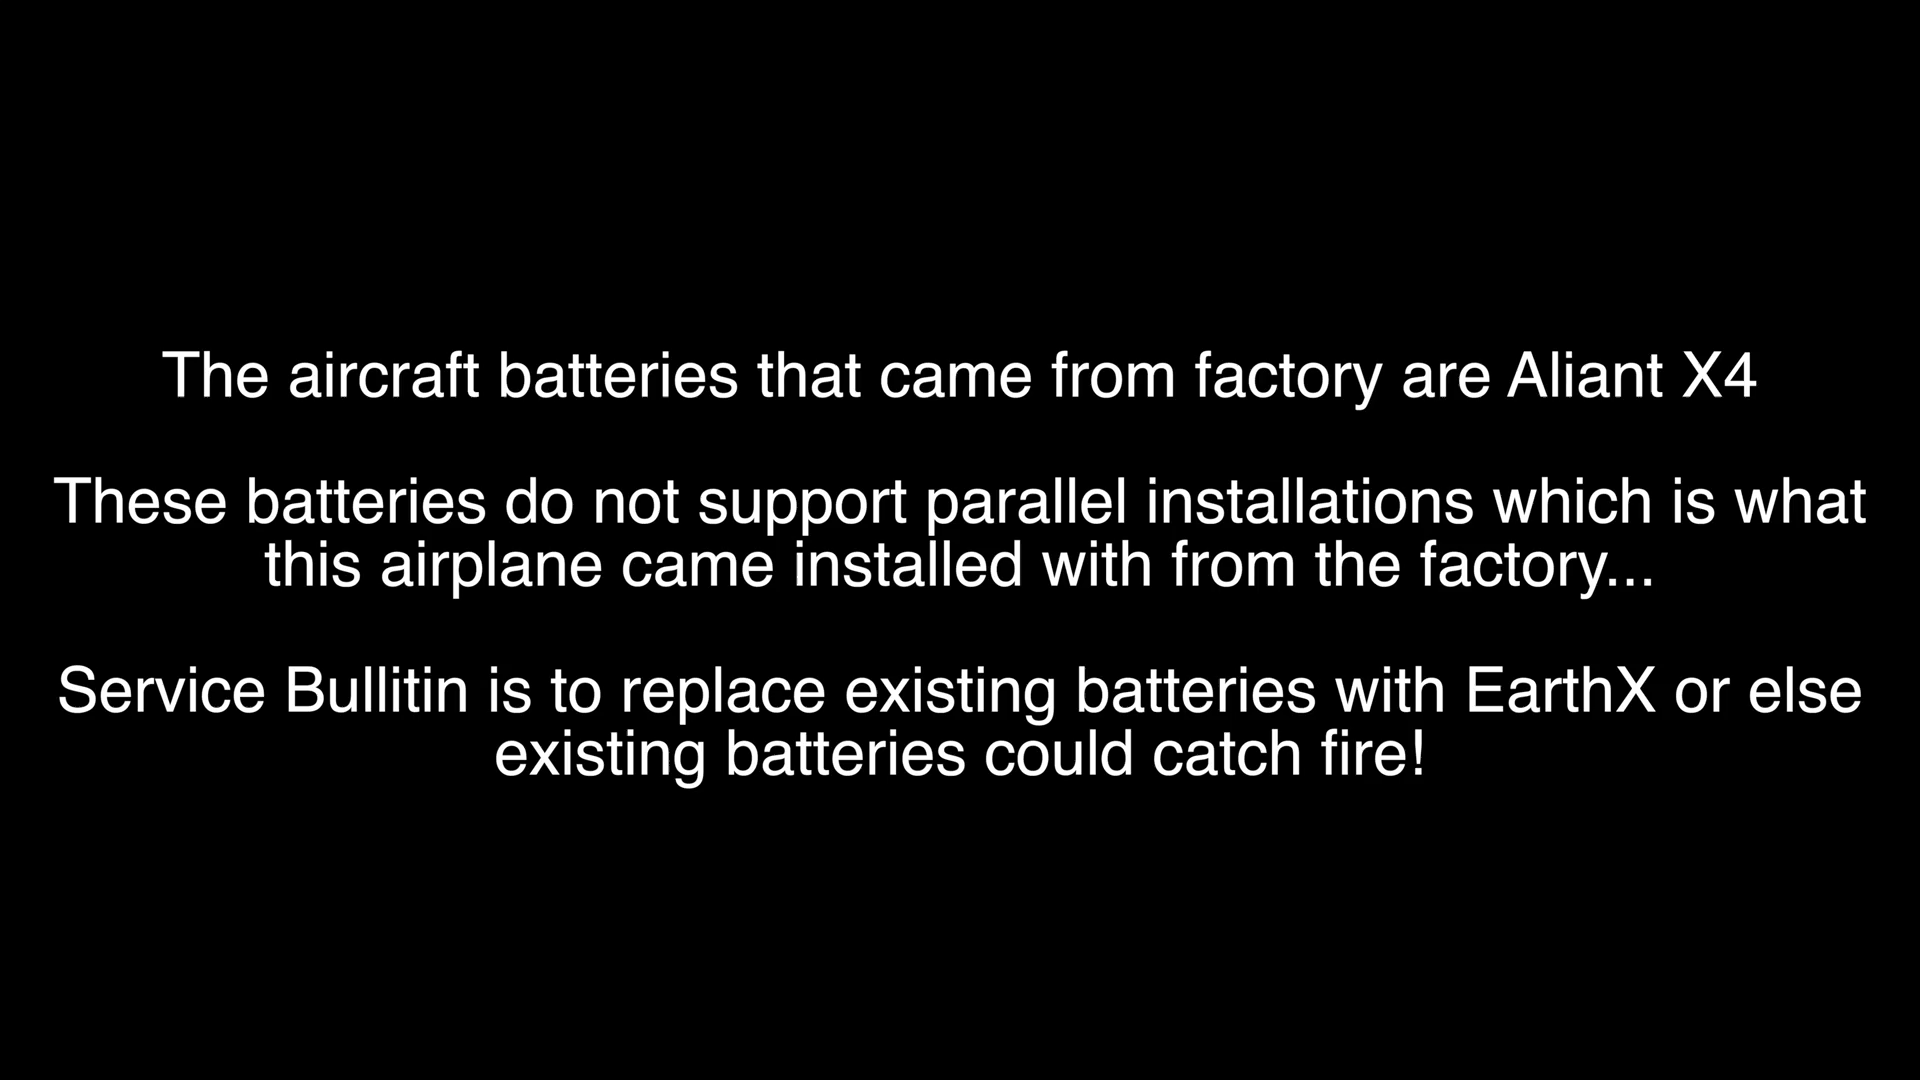 The aircraft batteries that came from factory are Aliant X4
These batteries do not support parallel installations which is what
this airplane came installed with from the factory...
Service Bullitin is to replace existing batteries with EarthX or else
existing batteries could catch fire!